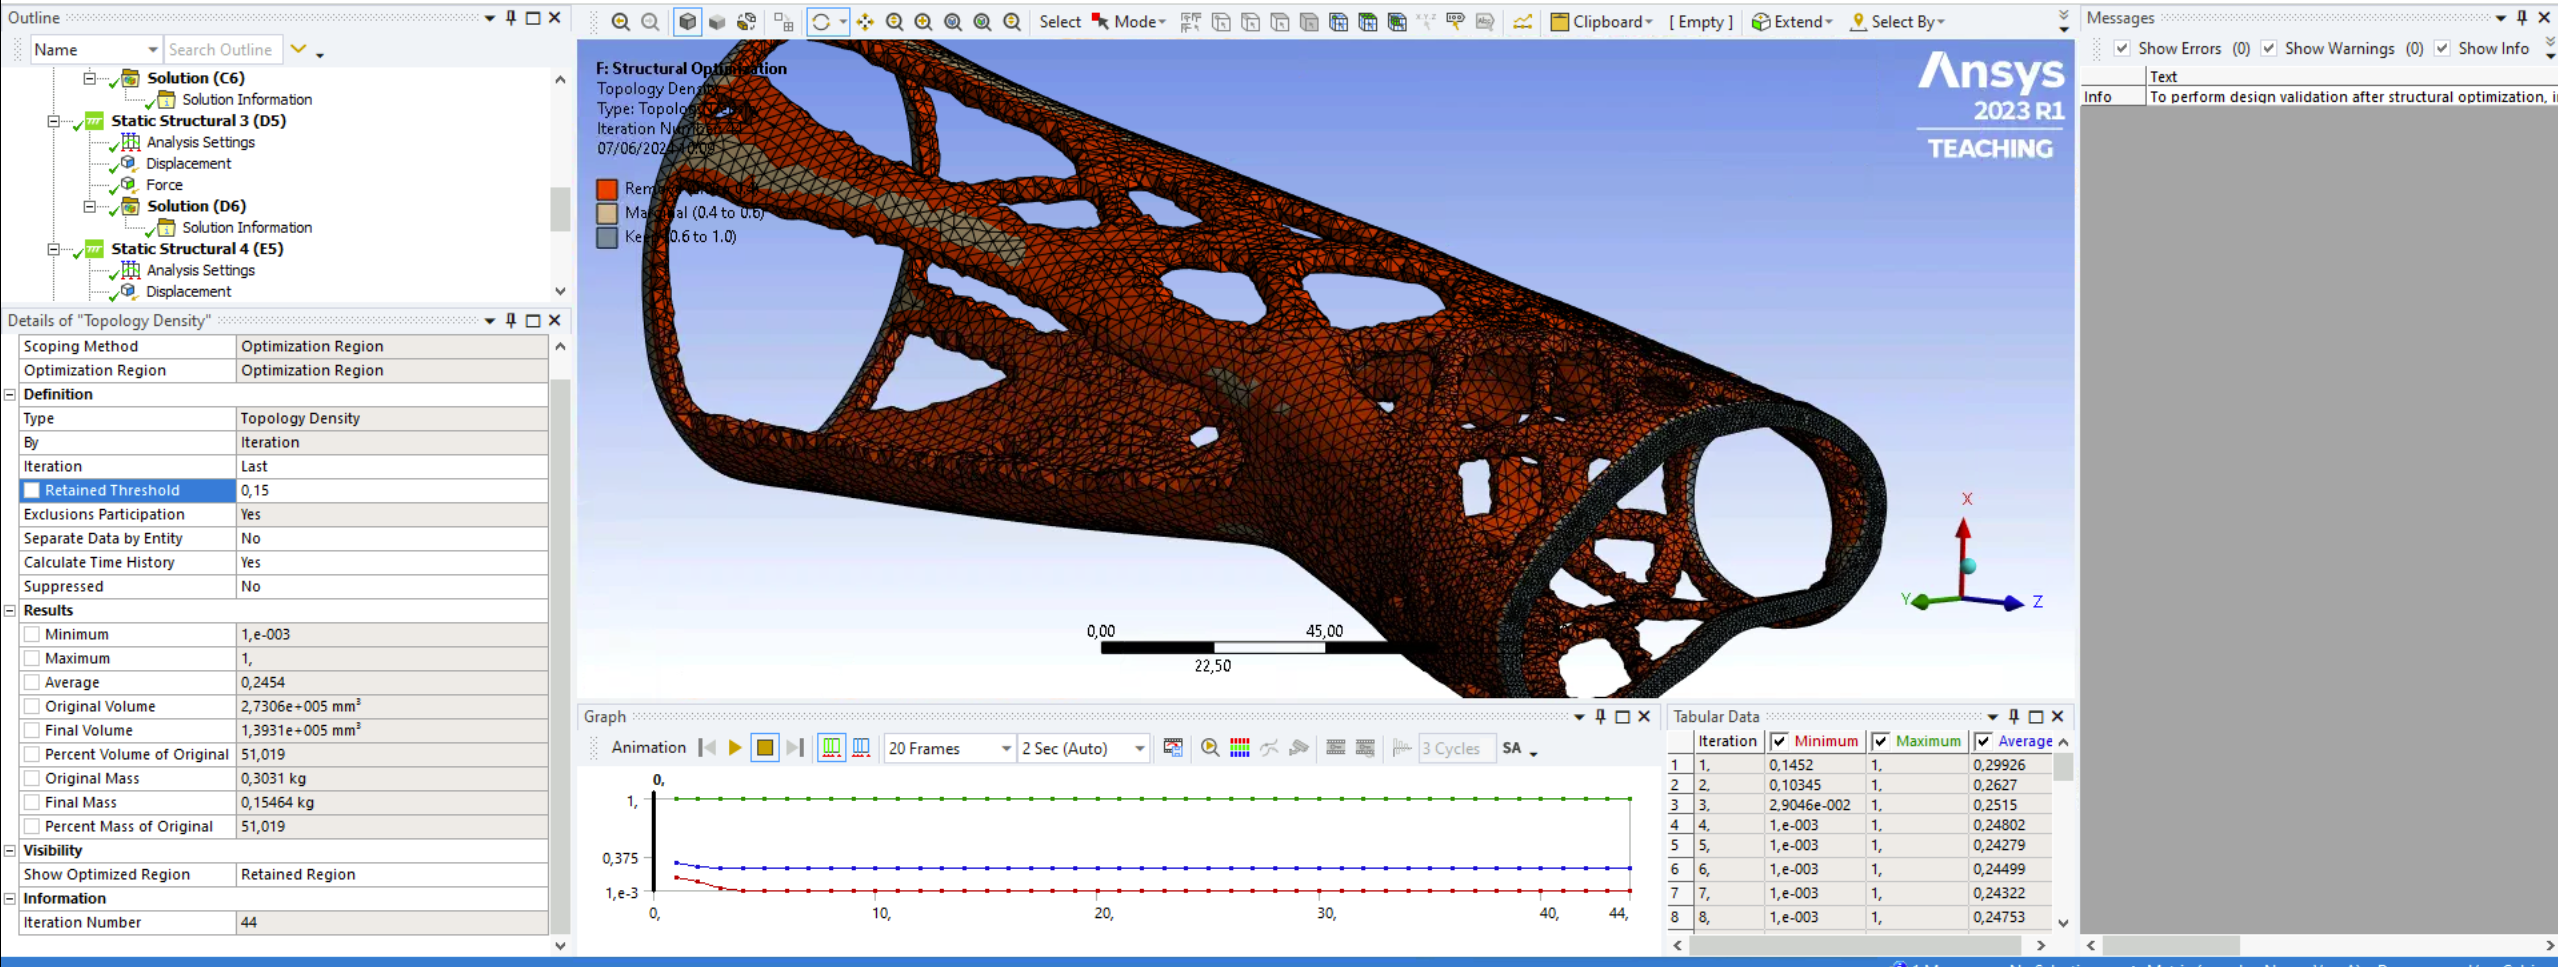 Outline
Name Search Outline
Solution (C6)
Solution Information
Static Structural 3 (D5)
Analysis Settings
Displacement
Force
Solution (D6)
Solution Information
Static Structural 4 (E5)
Analysis Settings
Displacement
Details of "Topology Density"
Scoping Method Optimization Region
Optimization Region Optimization Region
Definition
Type Topology Density
By Iteration
Iteration Last
Retained Threshold 0,15
Exclusions Participation Yes
Separate Data by Entity No
Calculate Time History Yes
Suppressed No
Results
Minimum 1,e-003
Maximum 1,
Average 0,2454
Original Volume 2,7306e+005 mm³
Final Volume 1,3931e+005 mm³
Percent Volume of Original 51,019
Original Mass 0,3031 kg
Final Mass 0,15464 kg
Percent Mass of Original 51,019
Visibility
Show Optimized Region Retained Region
Information
Iteration Number 44
Select Mode Clipboard [ Empty ] Extend Select By
F: Structural Optimization
Topology Density
Type: Topology
Iteration
07/06/2024 10:09
(0.4 to 0.6)
0.6 to 1.0)
Ansys
2023 R1
TEACHING
0,00 45,00
22,50
X
Y Z
Graph
Animation 20 Frames 2 Sec (Auto) 3 Cycles SA
0,
1,
0,375
1,e-3
0, 10, 20, 30, 40, 44,
Tabular Data
Iteration Minimum Maximum Average
1 1, 0,1452 1, 0,29926
2 2, 0,10345 1, 0,2627
3 3, 2,9046e-002 1, 0,2515
4 4, 1,e-003 1, 0,24802
5 5, 1,e-003 1, 0,24279
6 6, 1,e-003 1, 0,24499
7 7, 1,e-003 1, 0,24322
8 8, 1,e-003 1, 0,24753
Messages
Show Errors (0) Show Warnings (0) Show Info
Text
Info To perform design validation after structural optimization,